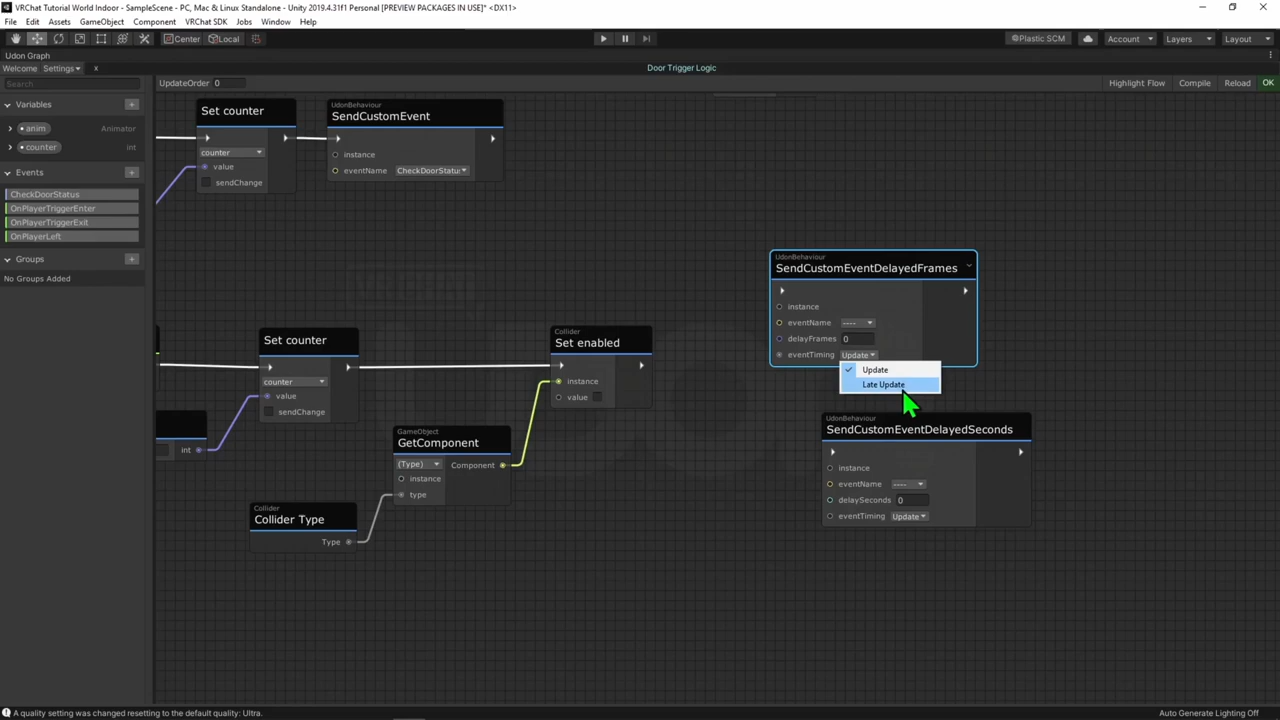 VRChat Tutorial World Indoor - SampleScene - PC, Mac & Linux Standalone - Unity 2019.4.31f1 Personal [PREVIEW PACKAGES IN USE]* <DX11>
File Edit Assets GameObject Component VRChat SDK Jobs Window Help
Center Local Plastic SCM Account Layers Layout
Udon Graph
Welcome Settings x Door Trigger Logic
Search UpdateOrder 0 Highlight Flow Compile Reload OK
Variables +
anim Animator
counter int
Events +
CheckDoorStatus
OnPlayerTriggerEnter
OnPlayerTriggerExit
OnPlayerLeft
Groups +
No Groups Added
Set counter
counter
value
sendChange
UdonBehaviour
SendCustomEvent
instance
eventName CheckDoorStatu
UdonBehaviour
SendCustomEventDelayedFrames
instance
eventName ----
delayFrames 0
eventTiming Update
Update
Late Update
Set counter
counter
value
sendChange
int
Collider
Set enabled
instance
value
GameObject
GetComponent
(Type) Component
instance
type
Collider
Collider Type
Type
UdonBehaviour
SendCustomEventDelayedSeconds
instance
eventName ----
delaySeconds 0
eventTiming Update
A quality setting was changed resetting to the default quality: Ultra. Auto Generate Lighting Off